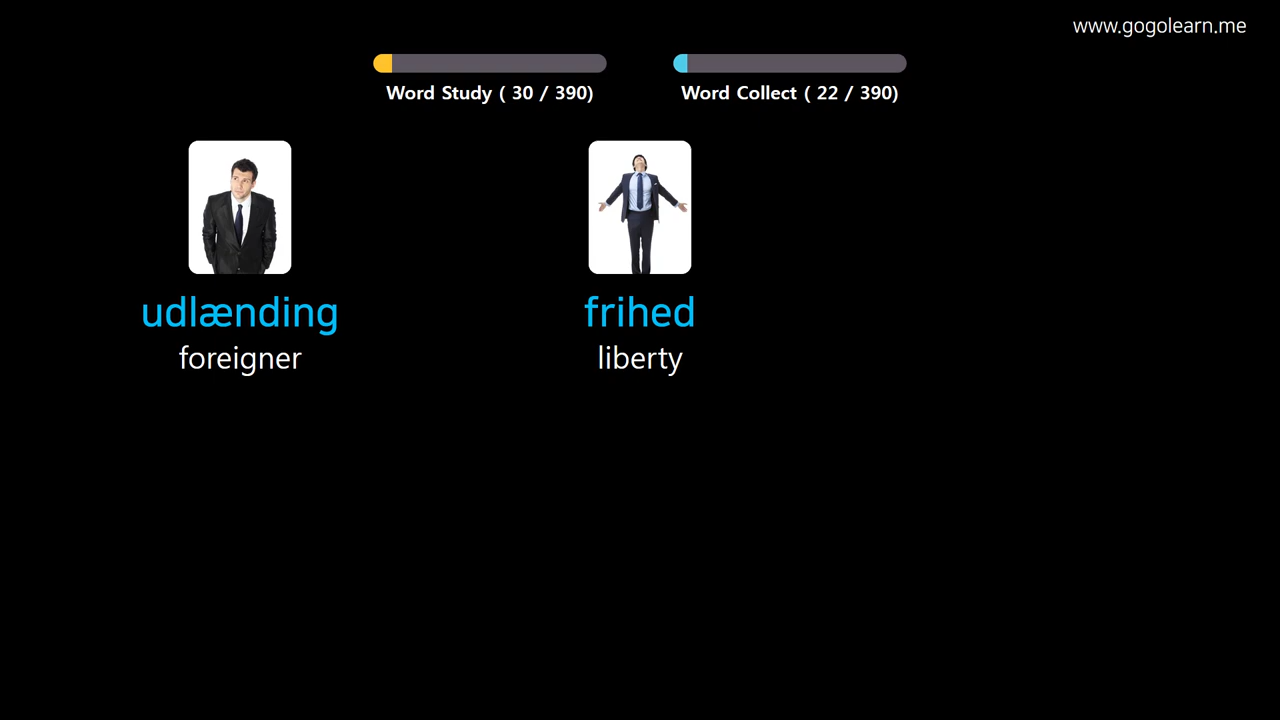 www.gogolearn.me
Word Study ( 30 / 390)
Word Collect ( 22 / 390)
udlænding
foreigner
frihed
liberty